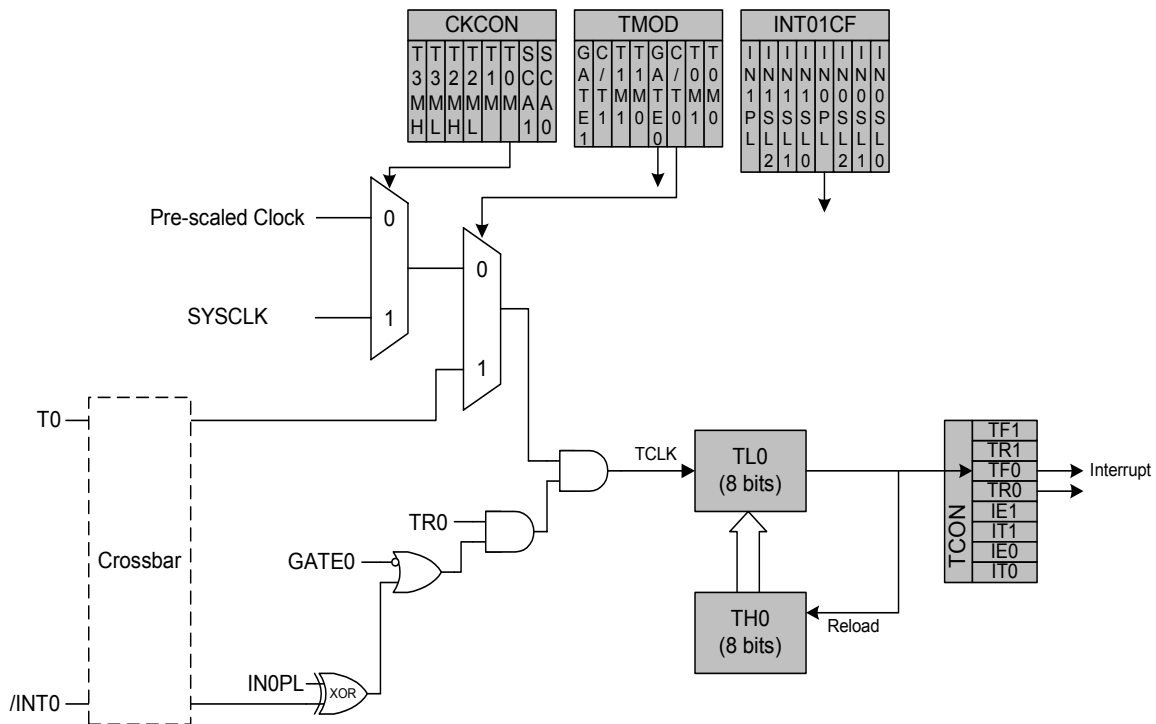 CKCON
T3MH
T3ML
T2MH
T2ML
T1M
T0M
SCA1
SCA0
TMOD
GATE1
C/T1
T1M1
T1M0
GATE0
C/T0
T0M1
T0M0
INT01CF
IN1PL
IN1SL2
IN1SL1
IN1SL0
IN0PL
IN0SL2
IN0SL1
IN0SL0
Pre-scaled Clock
0
SYSCLK
1
0
1
T0
Crossbar
/INT0
TR0
GATE0
IN0PL
XOR
TCLK
TL0
(8 bits)
TH0
(8 bits)
Reload
TCON
TF1
TR1
TF0
TR0
IE1
IT1
IE0
IT0
Interrupt